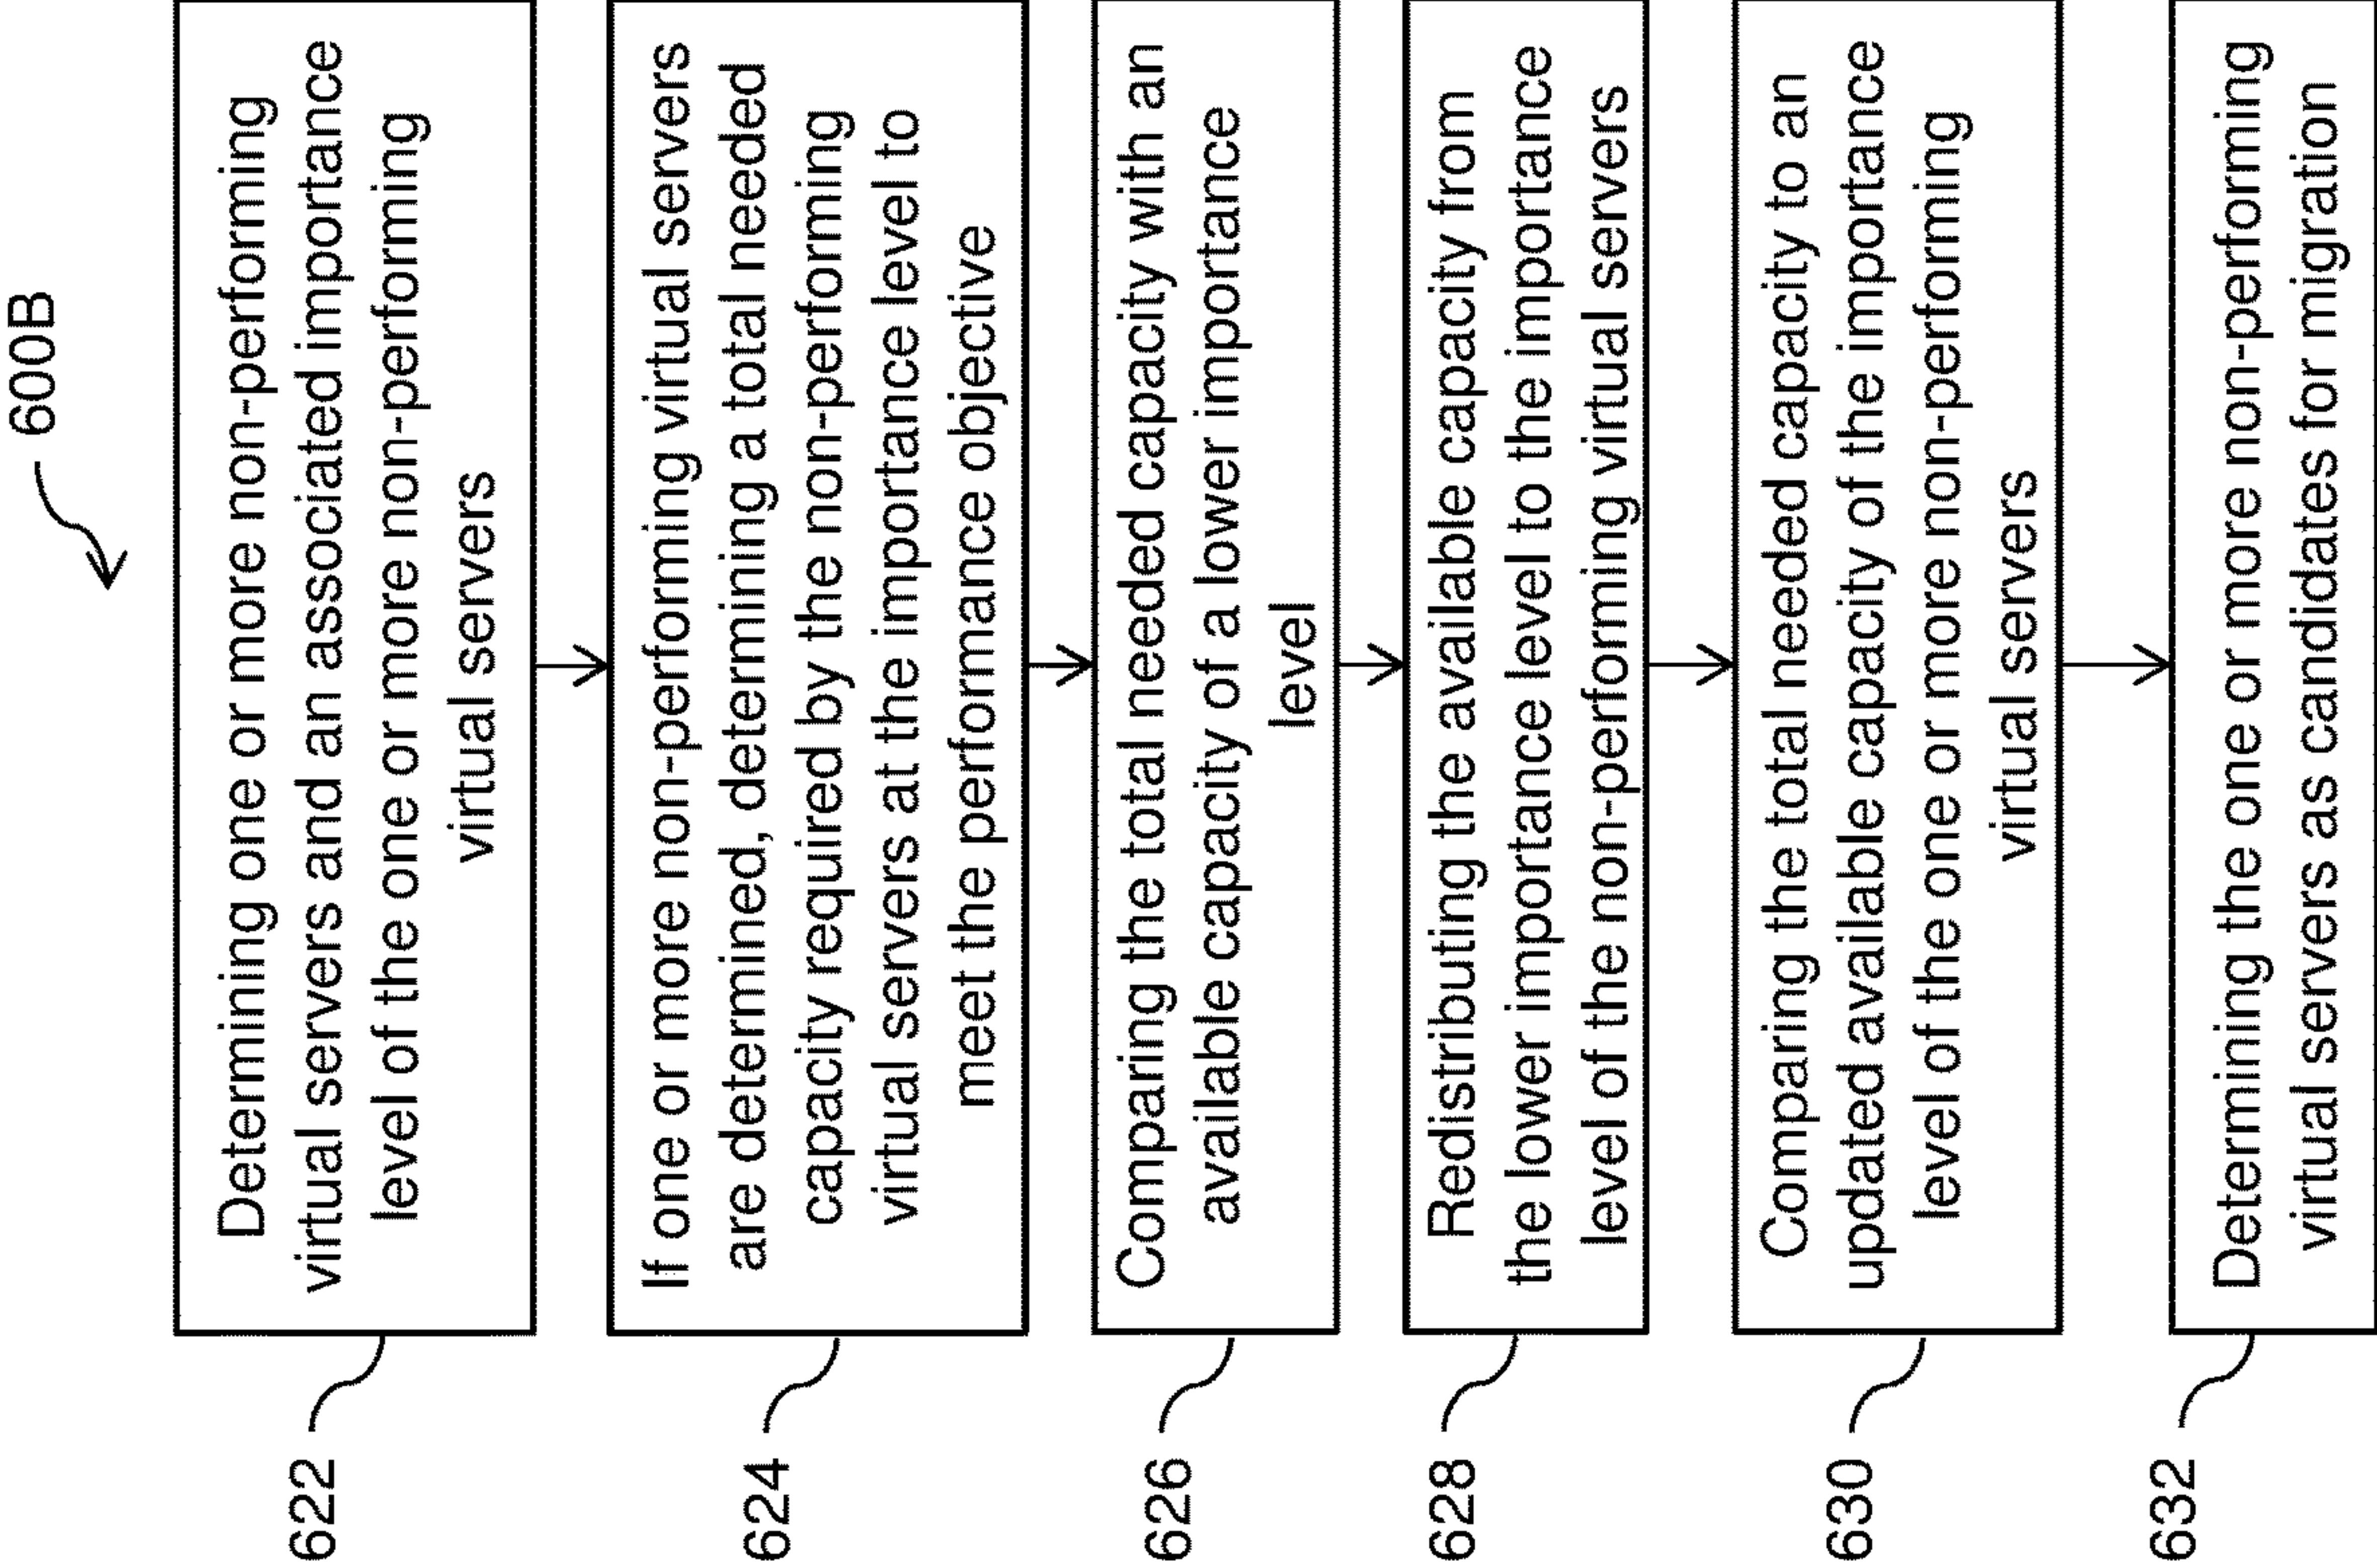 600B
622
Determining one or more non-performing
virtual servers and an associated importance
level of the one or more non-performing
virtual servers
624
If one or more non-performing virtual servers
are determined, determining a total needed
capacity required by the non-performing
virtual servers at the importance level to
meet the performance objective
626
Comparing the total needed capacity with an
available capacity of a lower importance
level
628
Redistributing the available capacity from
the lower importance level to the importance
level of the non-performing virtual servers
630
Comparing the total needed capacity to an
updated available capacity of the importance
level of the one or more non-performing
virtual servers
632
Determining the one or more non-performing
virtual servers as candidates for migration